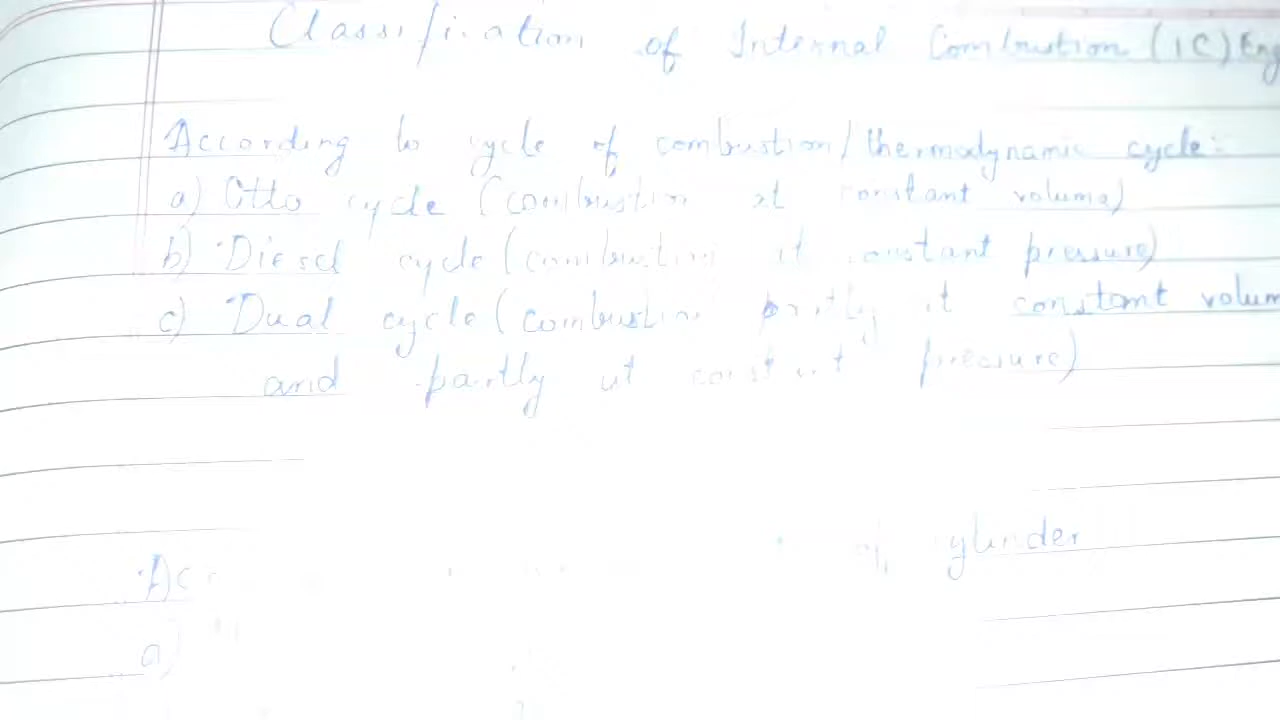 Classification of Internal Combustion (IC) Eng
According to cycle of combustion/thermodynamic cycle:
a) Otto cycle (combustion at constant volume)
b) Diesel cycle (combustion at constant pressure)
c) Dual cycle (combustion partly at constant volum
and partly at constant pressure)
of cylinder
a)